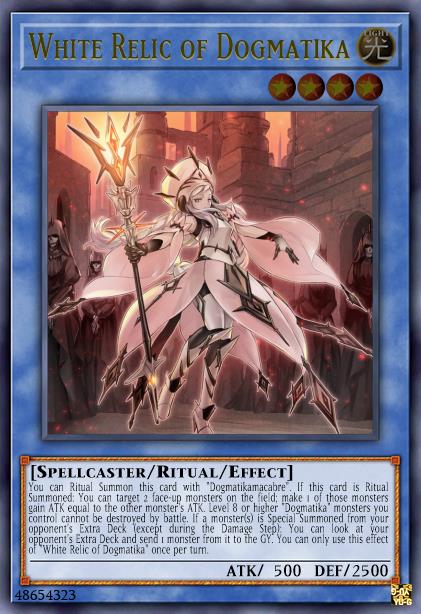 WHITE RELIC OF DOGMATIKA
LIGHT
光
[SPELLCASTER/RITUAL/EFFECT]
You can Ritual Summon this card with "Dogmatikamacabre". If this card is Ritual
Summoned: You can target 2 face-up monsters on the field; make 1 of those monsters
gain ATK equal to the other monster's ATK. Level 8 or higher "Dogmatika" monsters you
control cannot be destroyed by battle. If a monster(s) is Special Summoned from your
opponent's Extra Deck (except during the Damage Step): You can look at your
opponent's Extra Deck and send 1 monster from it to the GY. You can only use this effect
of "White Relic of Dogmatika" once per turn.
ATK/ 500 DEF/2500
48654323